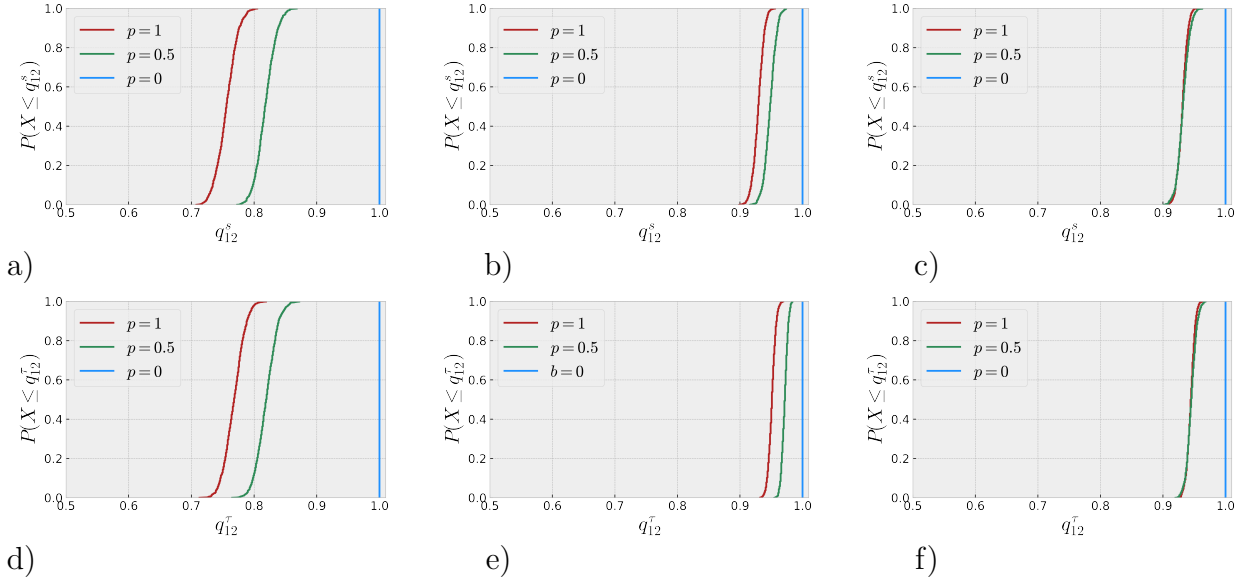 1.0
0.8
0.6
0.4
0.2
0.0
P(X ≤ q^s_12)
p = 1
p = 0.5
p = 0
0.5 0.6 0.7 0.8 0.9 1.0
q^s_12
a)
1.0
0.8
0.6
0.4
0.2
0.0
P(X ≤ q^s_12)
p = 1
p = 0.5
p = 0
0.5 0.6 0.7 0.8 0.9 1.0
q^s_12
b)
1.0
0.8
0.6
0.4
0.2
0.0
P(X ≤ q^s_12)
p = 1
p = 0.5
p = 0
0.5 0.6 0.7 0.8 0.9 1.0
q^s_12
c)
1.0
0.8
0.6
0.4
0.2
0.0
P(X ≤ q^τ_12)
p = 1
p = 0.5
p = 0
0.5 0.6 0.7 0.8 0.9 1.0
q^τ_12
d)
1.0
0.8
0.6
0.4
0.2
0.0
P(X ≤ q^τ_12)
p = 1
p = 0.5
b = 0
0.5 0.6 0.7 0.8 0.9 1.0
q^τ_12
e)
1.0
0.8
0.6
0.4
0.2
0.0
P(X ≤ q^τ_12)
p = 1
p = 0.5
p = 0
0.5 0.6 0.7 0.8 0.9 1.0
q^τ_12
f)